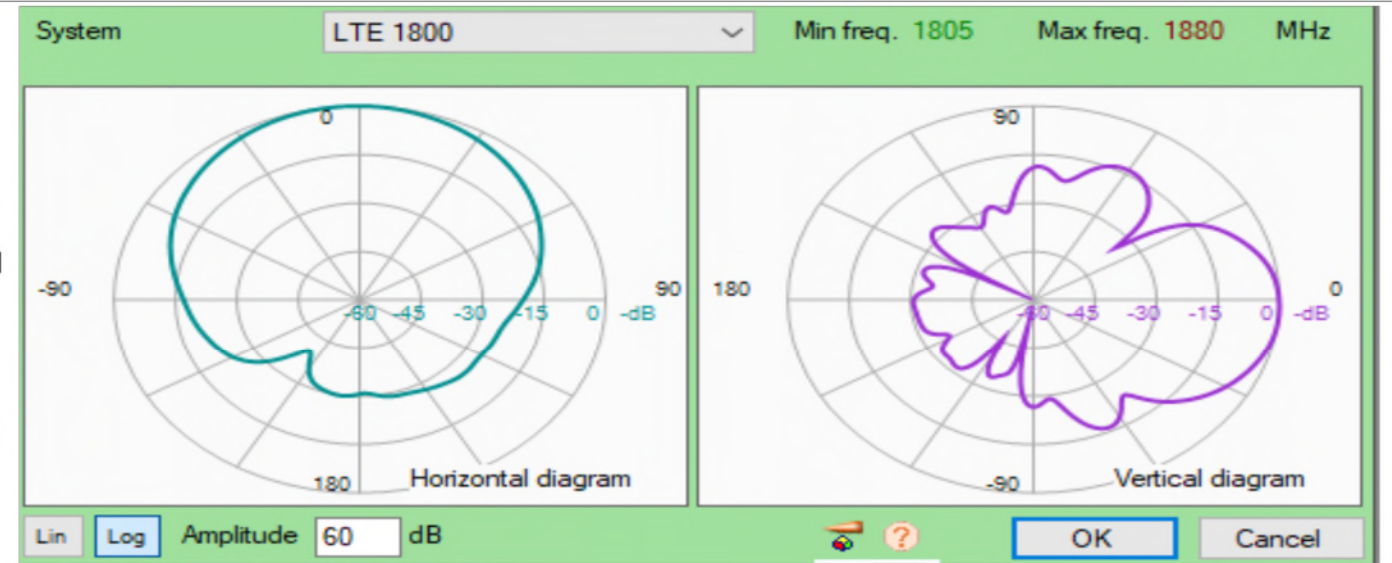 System LTE 1800 Min freq. 1805 Max freq. 1880 MHz
0
-90 90
-60 -45 -30 -15 0 -dB
180 Horizontal diagram
90
180 0
-60 -45 -30 -15 0 -dB
-90 Vertical diagram
Lin Log Amplitude 60 dB ? OK Cancel